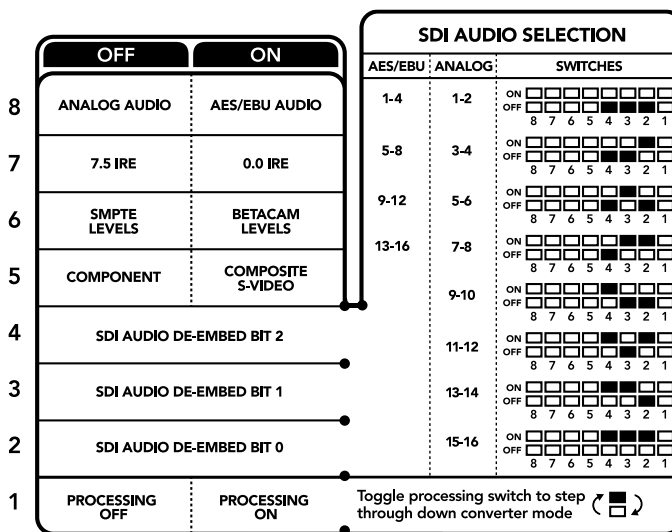 OFF ON
8 ANALOG AUDIO AES/EBU AUDIO
7 7.5 IRE 0.0 IRE
6 SMPTE LEVELS BETACAM LEVELS
5 COMPONENT COMPOSITE S-VIDEO
4 SDI AUDIO DE-EMBED BIT 2
3 SDI AUDIO DE-EMBED BIT 1
2 SDI AUDIO DE-EMBED BIT 0
1 PROCESSING OFF PROCESSING ON
SDI AUDIO SELECTION
AES/EBU ANALOG SWITCHES
1-4 1-2 ON
OFF
8 7 6 5 4 3 2 1
5-8 3-4 ON
OFF
8 7 6 5 4 3 2 1
9-12 5-6 ON
OFF
8 7 6 5 4 3 2 1
13-16 7-8 ON
OFF
8 7 6 5 4 3 2 1
9-10 ON
OFF
8 7 6 5 4 3 2 1
11-12 ON
OFF
8 7 6 5 4 3 2 1
13-14 ON
OFF
8 7 6 5 4 3 2 1
15-16 ON
OFF
8 7 6 5 4 3 2 1
Toggle processing switch to step
through down converter mode